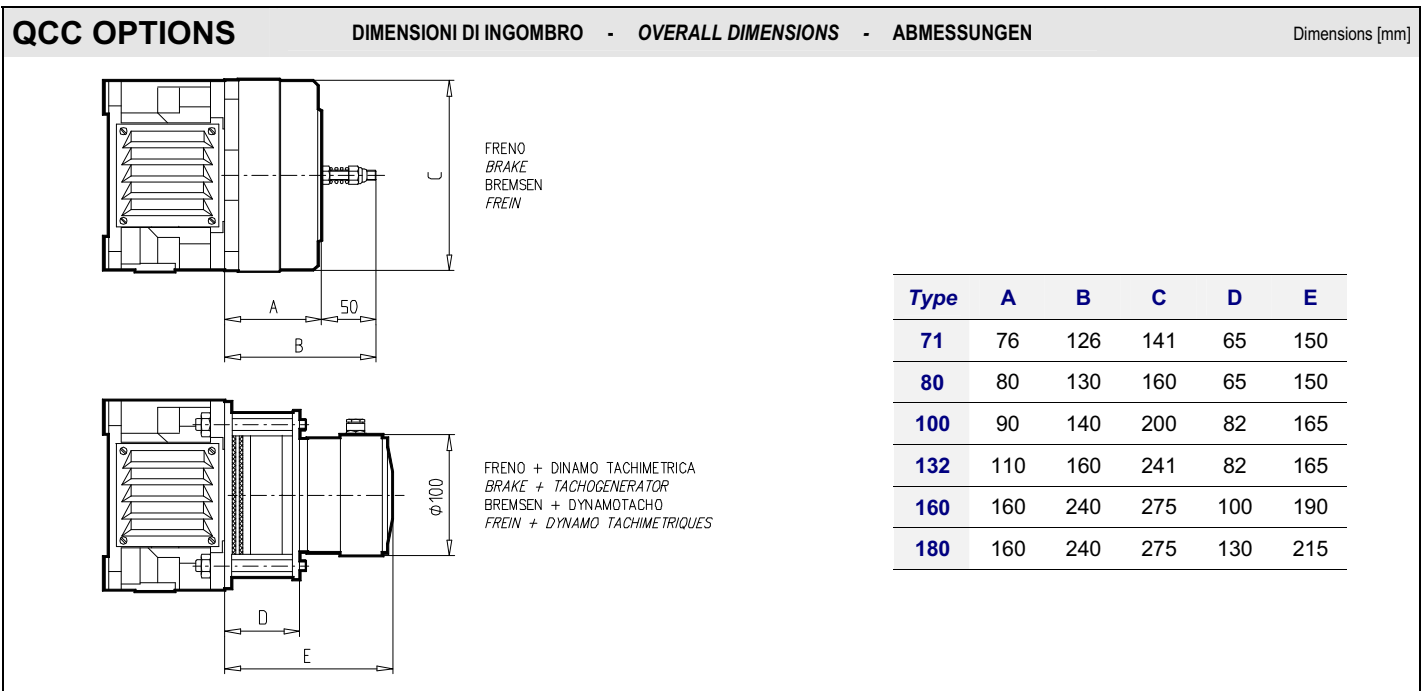 QCC OPTIONS DIMENSIONI DI INGOMBRO - OVERALL DIMENSIONS - ABMESSUNGEN Dimensions [mm]
C
FRENO
BRAKE
BREMSEN
FREIN
A 50
B
Type A B C D E
71 76 126 141 65 150
80 80 130 160 65 150
100 90 140 200 82 165
132 110 160 241 82 165
160 160 240 275 100 190
180 160 240 275 130 215
Φ100
FRENO + DINAMO TACHIMETRICA
BRAKE + TACHOGENERATOR
BREMSEN + DYNAMOTACHO
FREIN + DYNAMO TACHIMETRIQUES
D
E